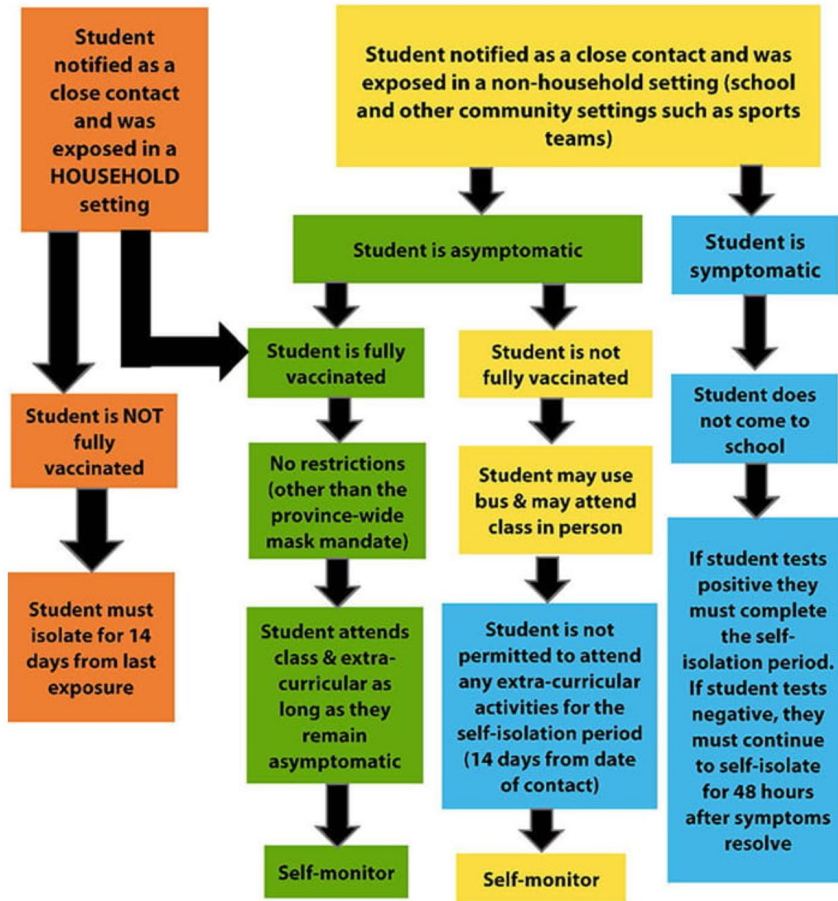 Student
notified as a
close contact
and was
exposed in a
HOUSEHOLD
setting
Student notified as a close contact and was
exposed in a non-household setting (school
and other community settings such as sports
teams)
Student is asymptomatic
Student is
symptomatic
Student is fully
vaccinated
Student is not
fully vaccinated
Student does
not come to
school
Student is NOT
fully
vaccinated
No restrictions
(other than the
province-wide
mask mandate)
Student may use
bus & may attend
class in person
Student must
isolate for 14
days from last
exposure
Student attends
class & extra-
curricular as
long as they
remain
asymptomatic
Student is not
permitted to attend
any extra-curricular
activities for the
self-isolation period
(14 days from date
of contact)
If student tests
positive they
must complete
the self-
isolation period.
If student tests
negative, they
must continue
to self-isolate
for 48 hours
after symptoms
resolve
Self-monitor
Self-monitor